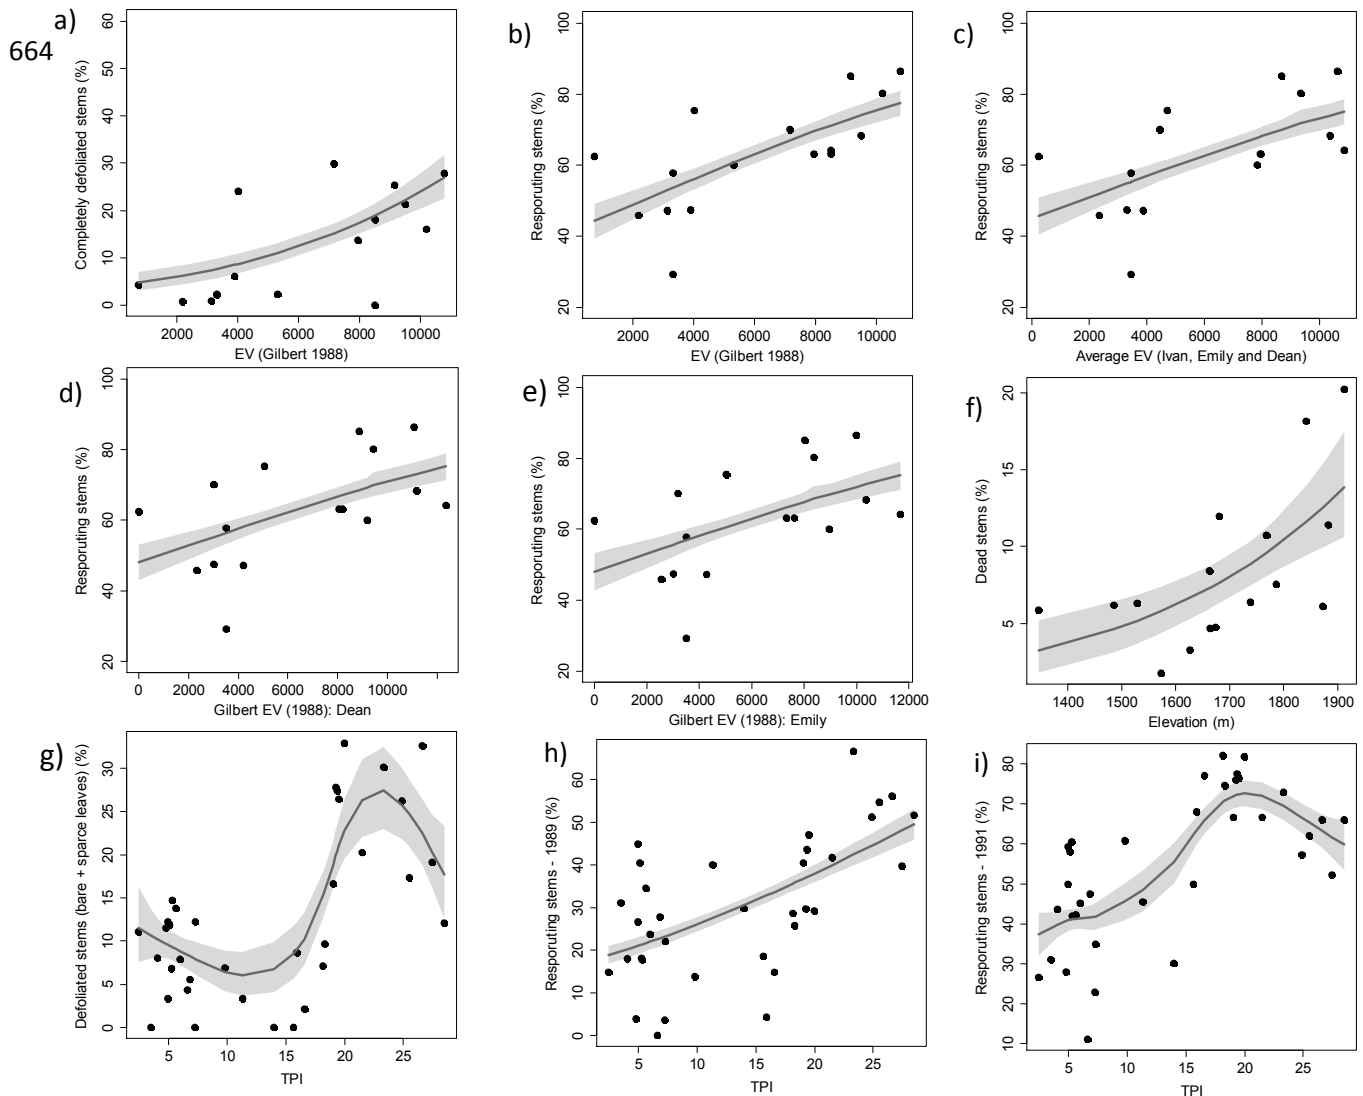 664
a)
Completely defoliated stems (%)
0 10 20 30 40 50 60
2000 4000 6000 8000 10000
EV (Gilbert 1988)
b)
Resporuting stems (%)
20 40 60 80 100
2000 4000 6000 8000 10000
EV (Gilbert 1988)
c)
Resporuting stems (%)
20 40 60 80 100
0 2000 4000 6000 8000 10000
Average EV (Ivan, Emily and Dean)
d)
Resporuting stems (%)
20 40 60 80 100
0 2000 4000 6000 8000 10000
Gilbert EV (1988): Dean
e)
Resporuting stems (%)
20 40 60 80 100
0 2000 4000 6000 8000 10000 12000
Gilbert EV (1988): Emily
f)
Dead stems (%)
5 10 15 20
1400 1500 1600 1700 1800 1900
Elevation (m)
g)
Defoliated stems (bare + sparce leaves) (%)
0 5 10 15 20 25 30
5 10 15 20 25
TPI
h)
Resporuting stems - 1989 (%)
0 10 20 30 40 50 60
5 10 15 20 25
TPI
i)
Resporuting stems - 1991 (%)
10 20 30 40 50 60 70 80
5 10 15 20 25
TPI